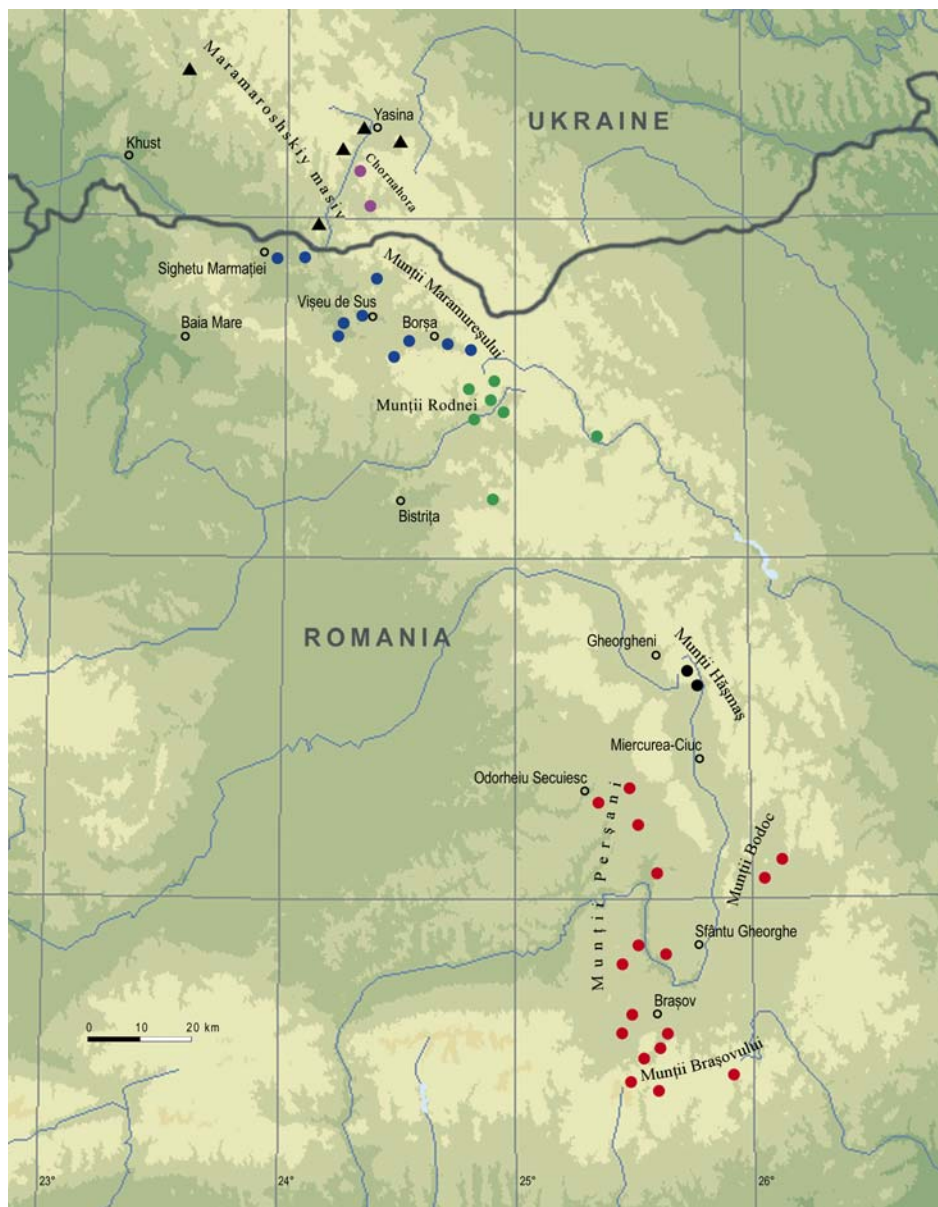 Maramaroshskiy masiv
Yasina
UKRAINE
Khust
Chornahora
Sighetu Marmației
Munții Maramureșului
Vișeu de Sus
Baia Mare
Borșa
Munții Rodnei
Bistrița
ROMANIA
Gheorgheni
Munții Hășmaș
Miercurea-Ciuc
Odorheiu Secuiesc
Munții Perșani
Munții Bodoc
Sfântu Gheorghe
Brașov
0 10 20 km
Munții Brașovului
23° 24° 25° 26°